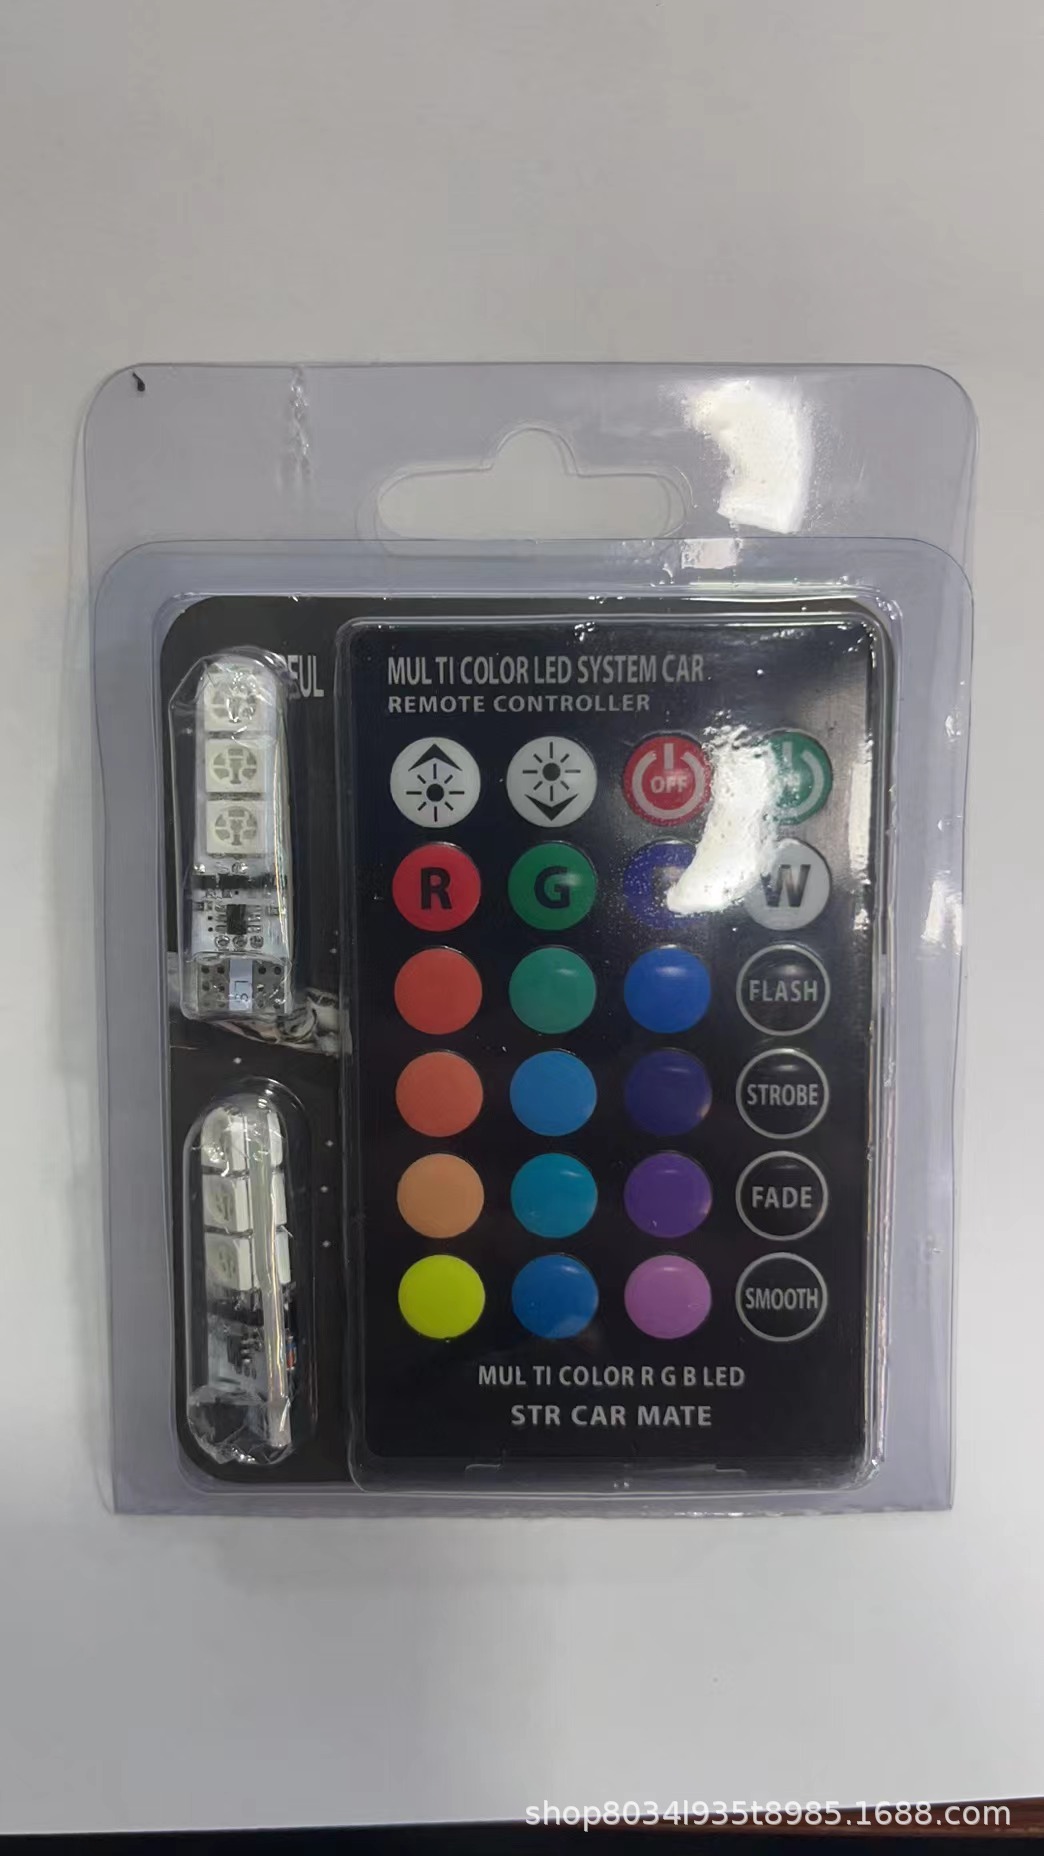 MUL TI COLOR LED SYSTEM CAR
REMOTE CONTROLLER
OFF
R
G
W
FLASH
STROBE
FADE
SMOOTH
MUL TI COLOR R G B LED
STR CAR MATE
shop8034l935t8985.1688.com